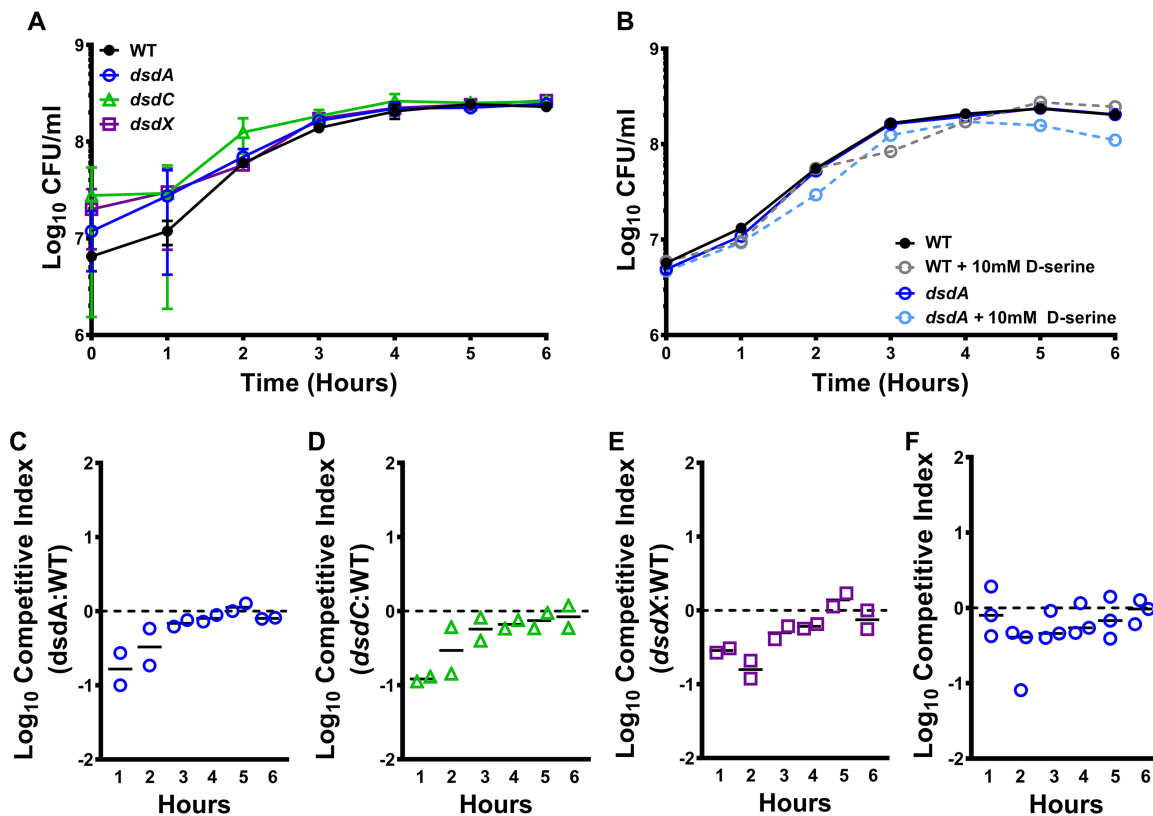 A
WT
dsdA
dsdC
dsdX
Log10 CFU/ml
9
8
7
6
0 1 2 3 4 5 6
Time (Hours)
B
WT
WT + 10mM D-serine
dsdA
dsdA + 10mM D-serine
Log10 CFU/ml
9
8
7
6
0 1 2 3 4 5 6
Time (Hours)
C
Log10 Competitive Index
(dsdA:WT)
2
1
0
-1
-2
1 2 3 4 5 6
Hours
D
Log10 Competitive Index
(dsdC:WT)
2
1
0
-1
-2
1 2 3 4 5 6
Hours
E
Log10 Competitive Index
(dsdX:WT)
2
1
0
-1
-2
1 2 3 4 5 6
Hours
F
Log10 Competitive Index
2
1
0
-1
-2
1 2 3 4 5 6
Hours